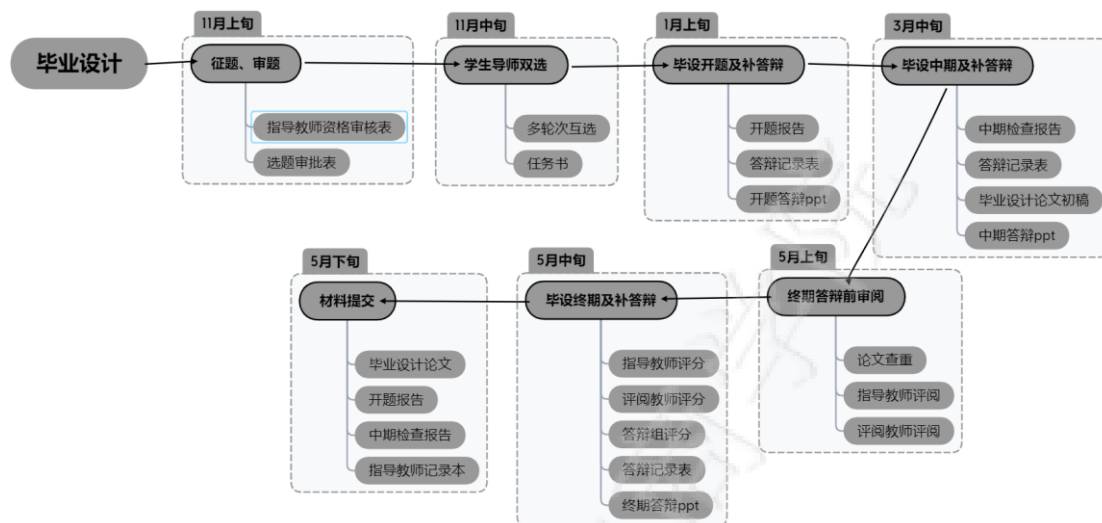 毕业设计
11月上旬
征题、审题
指导教师资格审核表
选题审批表
11月中旬
学生导师双选
多轮次互选
任务书
1月上旬
毕设开题及补答辩
开题报告
答辩记录表
开题答辩ppt
3月中旬
毕设中期及补答辩
中期检查报告
答辩记录表
毕业设计论文初稿
中期答辩ppt
5月上旬
终期答辩前审阅
论文查重
指导教师评阅
评阅教师评阅
5月中旬
毕设终期及补答辩
指导教师评分
评阅教师评分
答辩组评分
答辩记录表
终期答辩ppt
5月下旬
材料提交
毕业设计论文
开题报告
中期检查报告
指导教师记录本